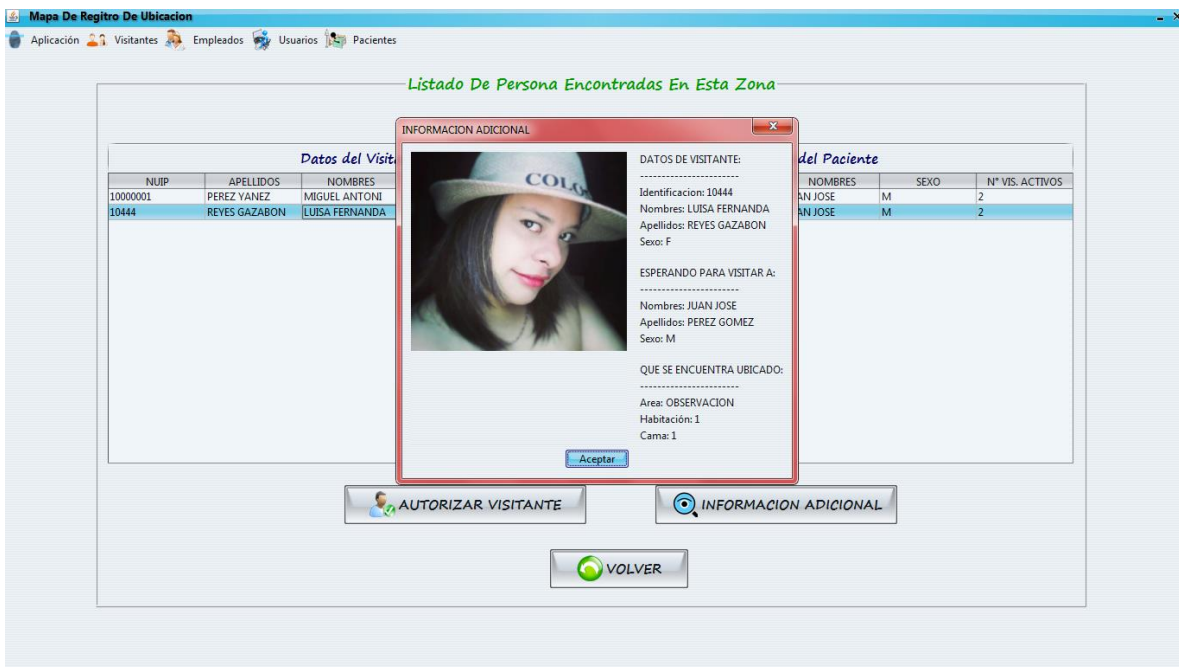 Mapa De Regitro De Ubicacion
Aplicación Visitantes Empleados Usuarios Pacientes
Listado De Persona Encontradas En Esta Zona
INFORMACION ADICIONAL
Datos del Visit
del Paciente
NUIP APELLIDOS NOMBRES NOMBRES SEXO N° VIS. ACTIVOS
10000001 PEREZ YANEZ MIGUEL ANTONI AN JOSE M 2
10444 REYES GAZABON LUISA FERNANDA AN JOSE M 2
COLO
DATOS DE VISITANTE:
-----------------------
Identificacion: 10444
Nombres: LUISA FERNANDA
Apellidos: REYES GAZABON
Sexo: F
ESPERANDO PARA VISITAR A:
-----------------------
Nombres: JUAN JOSE
Apellidos: PEREZ GOMEZ
Sexo: M
QUE SE ENCUENTRA UBICADO:
-----------------------
Area: OBSERVACION
Habitación: 1
Cama: 1
Aceptar
AUTORIZAR VISITANTE
INFORMACION ADICIONAL
VOLVER